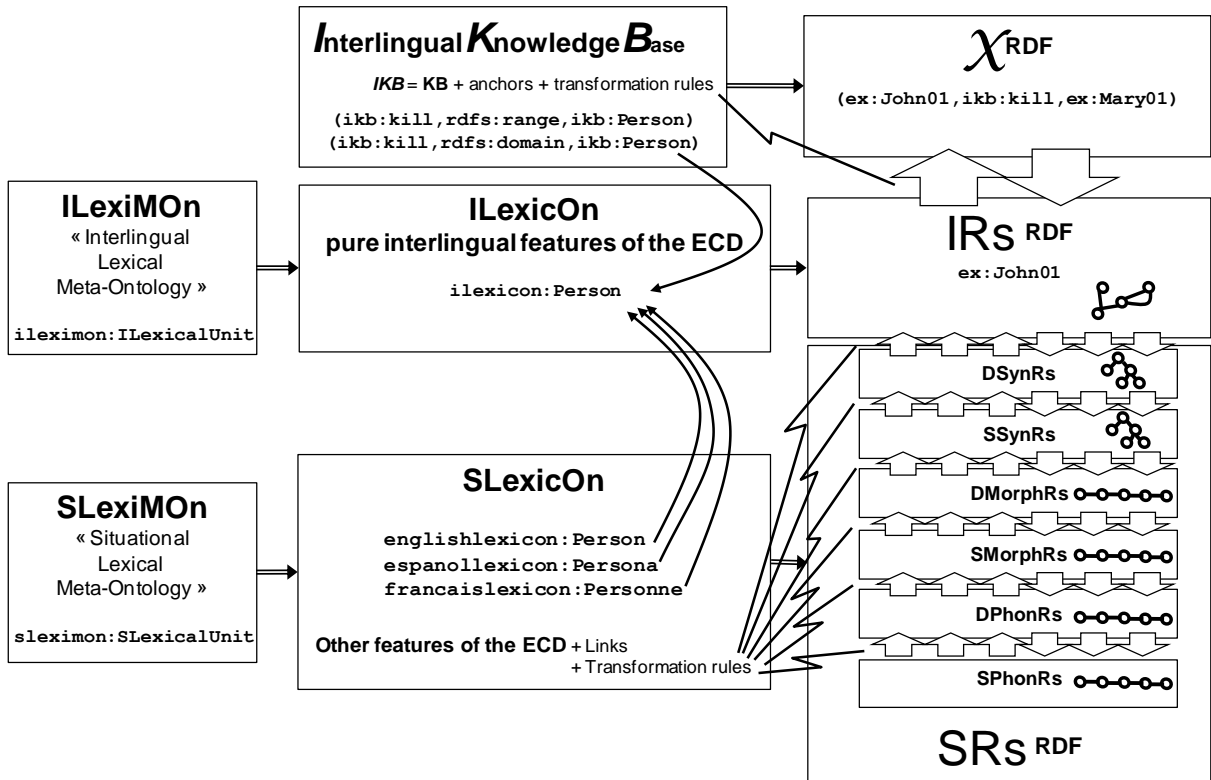 Interlingual Knowledge Base
IKB = KB + anchors + transformation rules
(ikb:kill,rdfs:range,ikb:Person)
(ikb:kill,rdfs:domain,ikb:Person)
χ RDF
(ex:John01,ikb:kill,ex:Mary01)
ILexiMOn
« Interlingual
Lexical
Meta-Ontology »
ileximon:ILexicalUnit
ILexicOn
pure interlingual features of the ECD
ilexicon:Person
IRs RDF
ex:John01
SLexiMOn
« Situational
Lexical
Meta-Ontology »
sleximon:SLexicalUnit
SLexicOn
englishlexicon:Person
espanollexicon:Persona
francaislexicon:Personne
Other features of the ECD + Links
+ Transformation rules
DSynRs
SSynRs
DMorphRs
SMorphRs
DPhonRs
SPhonRs
SRs RDF